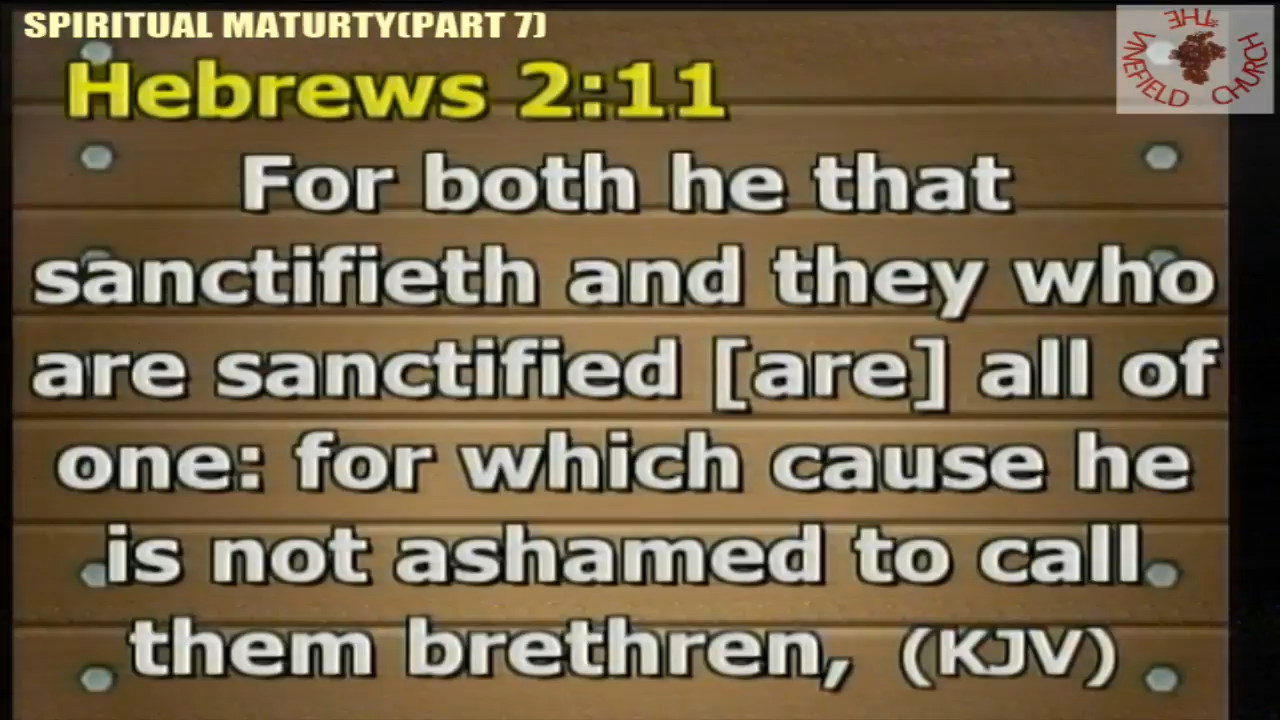 SPIRITUAL MATURTY(PART 7)
THE VINEFIELD CHURCH
Hebrews 2:11
For both he that
sanctifieth and they who
are sanctified [are] all of
one: for which cause he
is not ashamed to call
them brethren, (KJV)